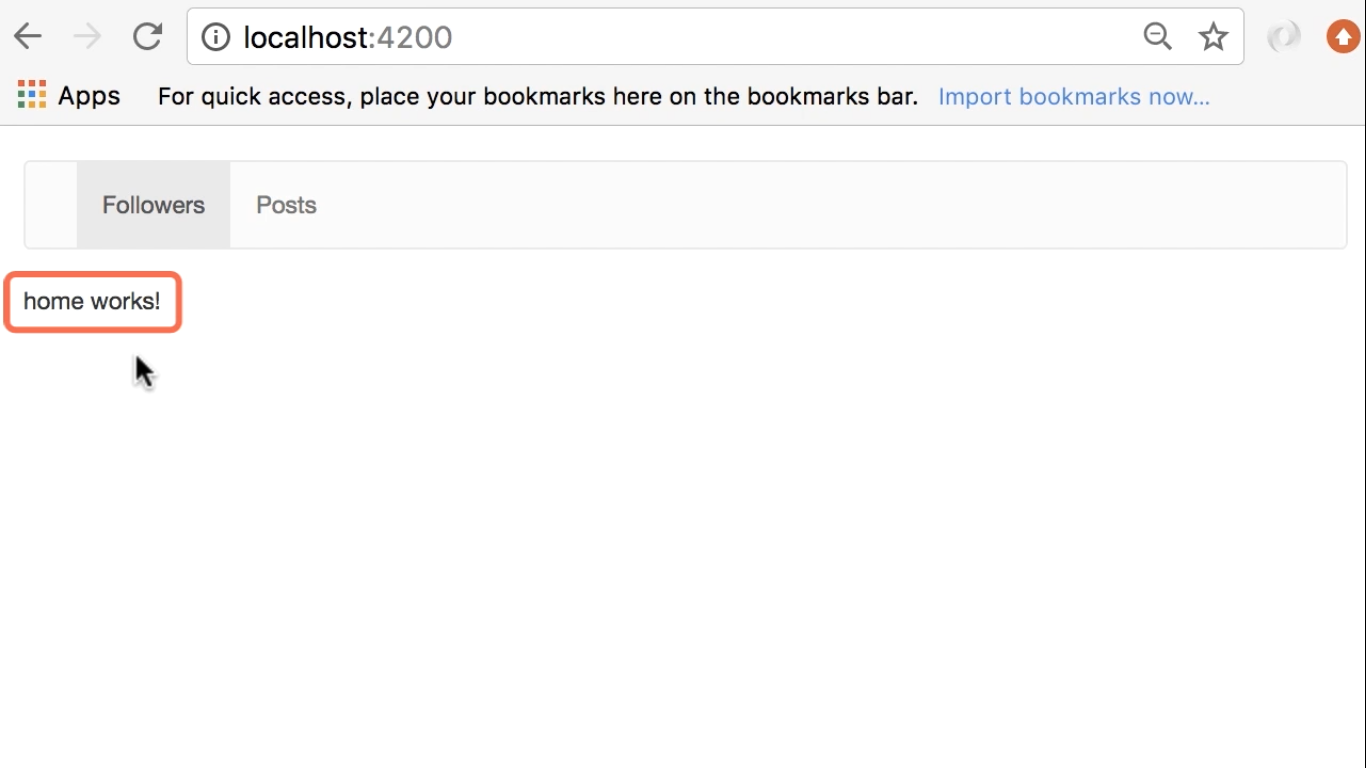 localhost:4200
Apps For quick access, place your bookmarks here on the bookmarks bar. Import bookmarks now...
Followers Posts
home works!